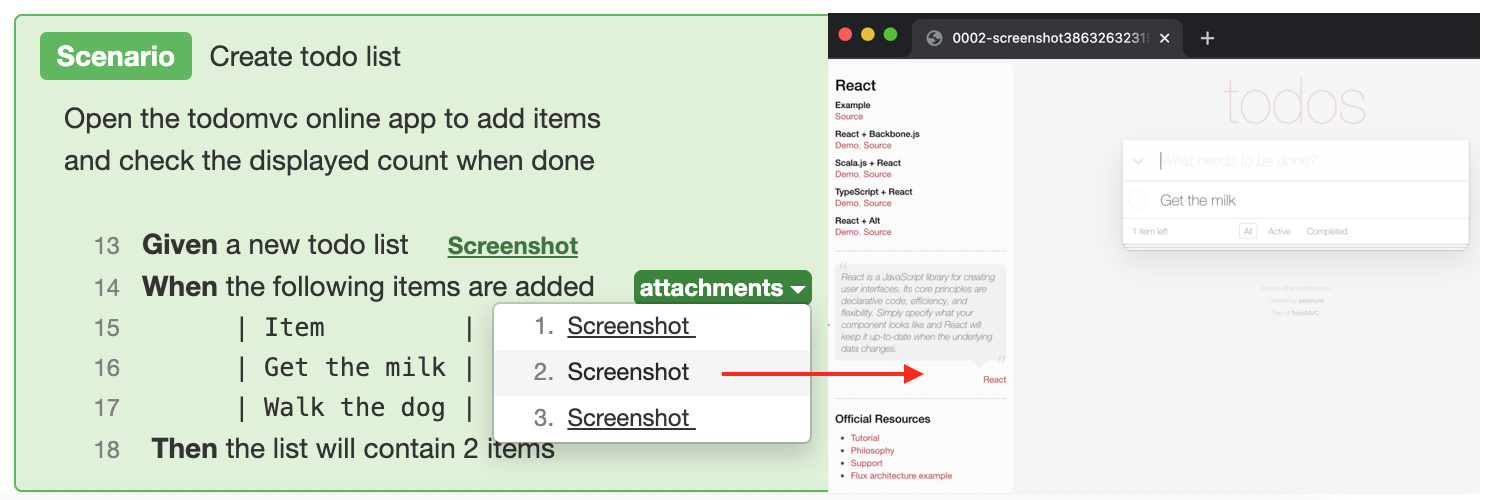 Scenario Create todo list
Open the todomvc online app to add items
and check the displayed count when done
13 Given a new todo list Screenshot
14 When the following items are added attachments
15 | Item |
16 | Get the milk |
17 | Walk the dog |
18 Then the list will contain 2 items
1. Screenshot
2. Screenshot
3. Screenshot
0002-screenshot3863263231
React
Example
Source
React + Backbone.js
Demo, Source
Scala.js + React
Demo, Source
TypeScript + React
Demo, Source
React + Alt
Demo, Source
"
React is a JavaScript library for creating
user interfaces. Its core principles are
declarative code, efficiency, and
flexibility. Simply specify what your
component looks like and React will
keep it up-to-date when the underlying
data changes.
"
React
Official Resources
• Tutorial
• Philosophy
• Support
• Flux architecture example
todos
What needs to be done?
Get the milk
1 item left All Active Completed
Double-click to edit a todo
Created by petehunt
Part of TodoMVC